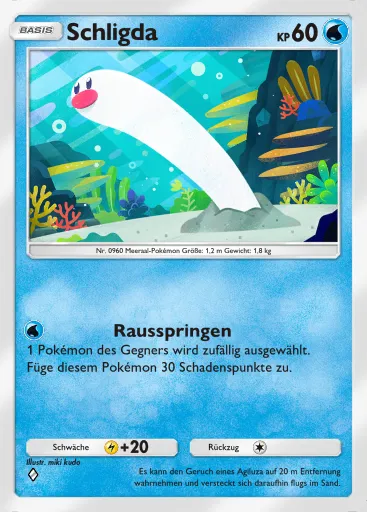 BASIS Schligda KP 60
Nr. 0960 Meeraal-Pokémon Größe: 1,2 m Gewicht: 1,8 kg
Rausspringen
1 Pokémon des Gegners wird zufällig ausgewählt.
Füge diesem Pokémon 30 Schadenspunkte zu.
Schwäche +20 Rückzug
Illustr. miki kudo
Es kann den Geruch eines Agiluza auf 20 m Entfernung
wahrnehmen und versteckt sich daraufhin flugs im Sand.